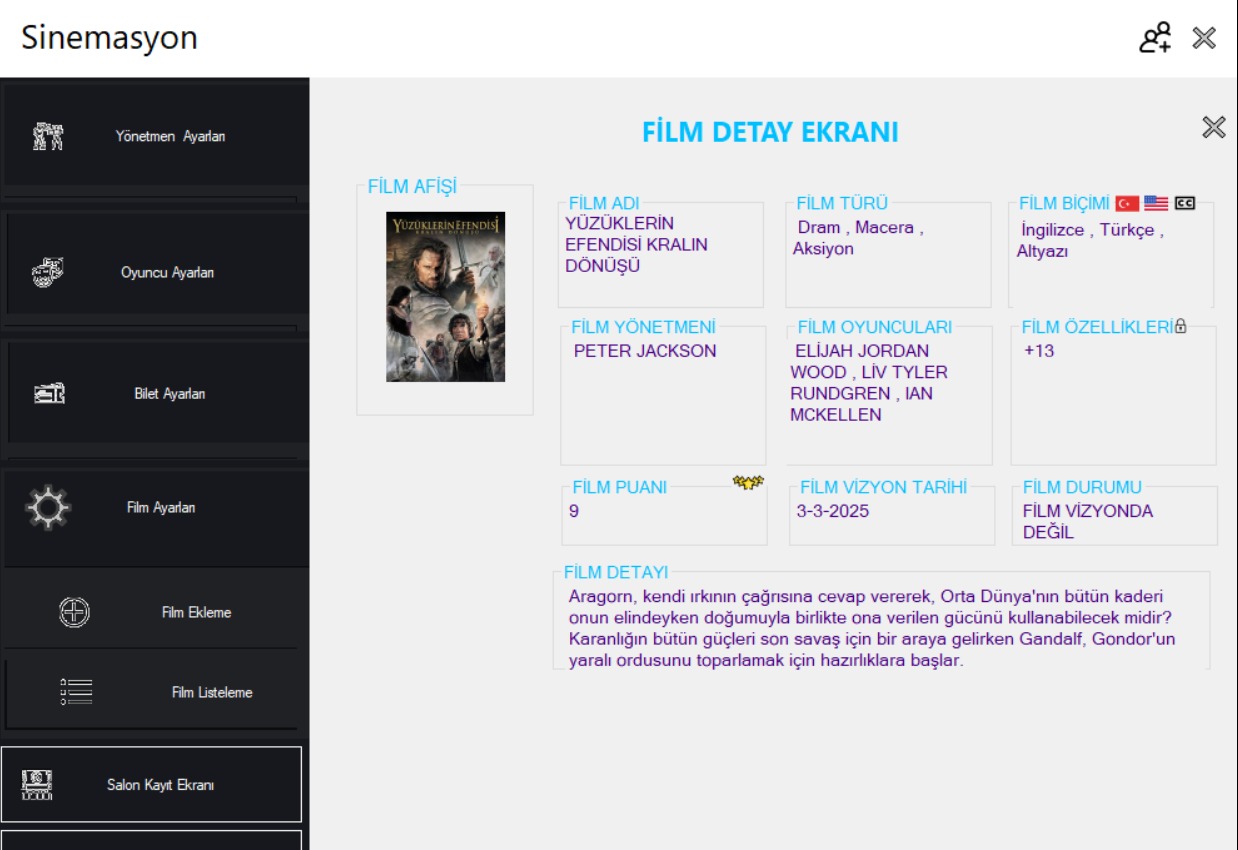 Sinemasyon
Yönetmen Ayarları
Oyuncu Ayarları
Bilet Ayarları
Film Ayarları
Film Ekleme
Film Listeleme
Salon Kayıt Ekranı
FİLM DETAY EKRANI
FİLM AFİŞİ
YÜZÜKLERİN EFENDİSİ
KRALIN DÖNÜŞÜ
FİLM ADI
YÜZÜKLERİN
EFENDİSİ KRALIN
DÖNÜŞÜ
FİLM TÜRÜ
Dram , Macera ,
Aksiyon
FİLM BİÇİMİ CC
İngilizce , Türkçe ,
Altyazı
FİLM YÖNETMENİ
PETER JACKSON
FİLM OYUNCULARI
ELİJAH JORDAN
WOOD , LİV TYLER
RUNDGREN , IAN
MCKELLEN
FİLM ÖZELLİKLERİ
+13
FİLM PUANI
9
FİLM VİZYON TARİHİ
3-3-2025
FİLM DURUMU
FİLM VİZYONDA
DEĞİL
FİLM DETAYI
Aragorn, kendi ırkının çağrısına cevap vererek, Orta Dünya'nın bütün kaderi
onun elindeyken doğumuyla birlikte ona verilen gücünü kullanabilecek midir?
Karanlığın bütün güçleri son savaş için bir araya gelirken Gandalf, Gondor'un
yaralı ordusunu toparlamak için hazırlıklara başlar.